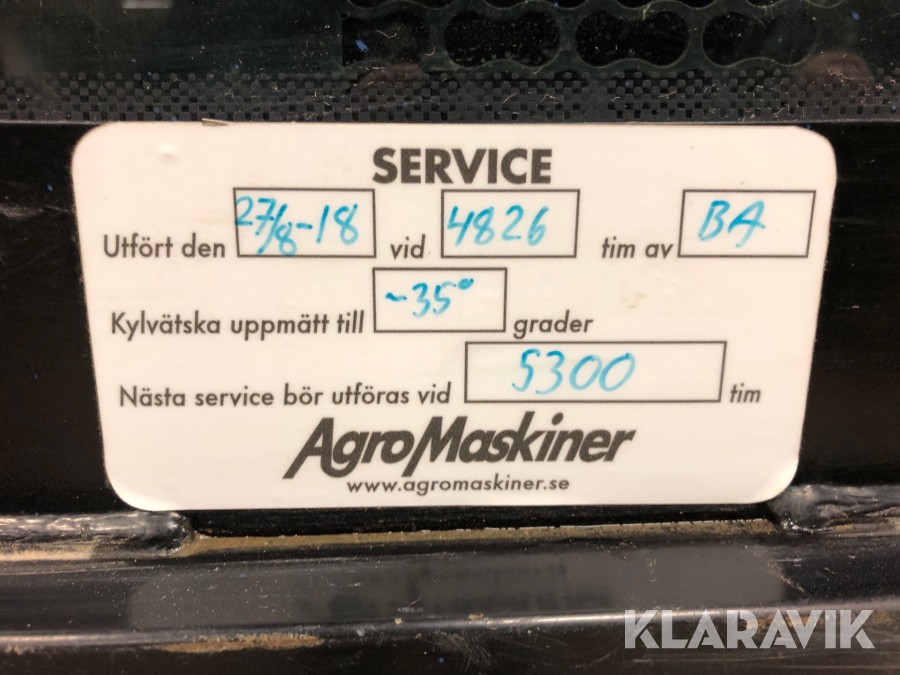 SERVICE
Utfört den 27/8-18 vid 4826 tim av BA
Kylvätska uppmätt till ~35° grader
Nästa service bör utföras vid 5300 tim
AgroMaskiner
www.agromaskiner.se
KLARAVIK